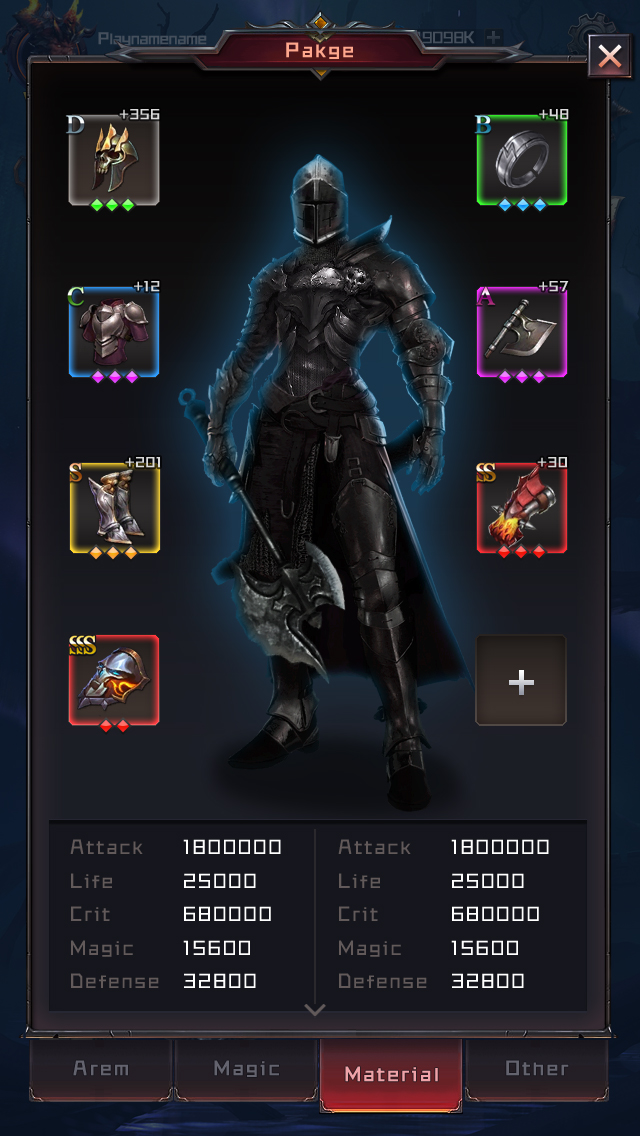 Playnamename 9098K +
Pakge
D +356
B +48
C +12
A +57
S +201
SS +30
SSS
+
Attack 1800000 Attack 1800000
Life 25000 Life 25000
Crit 680000 Crit 680000
Magic 15600 Magic 15600
Defense 32800 Defense 32800
Arem Magic Material Other